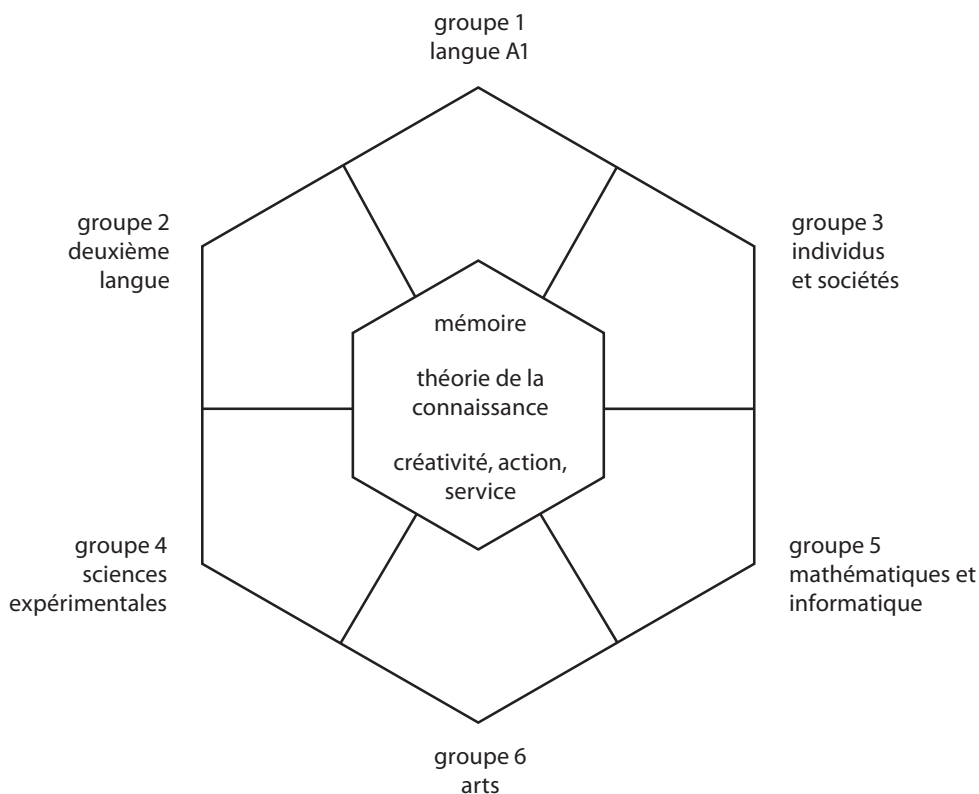 groupe 1
langue A1
groupe 2
deuxième
langue
groupe 3
individus
et sociétés
mémoire
théorie de la
connaissance
créativité, action,
service
groupe 4
sciences
expérimentales
groupe 5
mathématiques et
informatique
groupe 6
arts